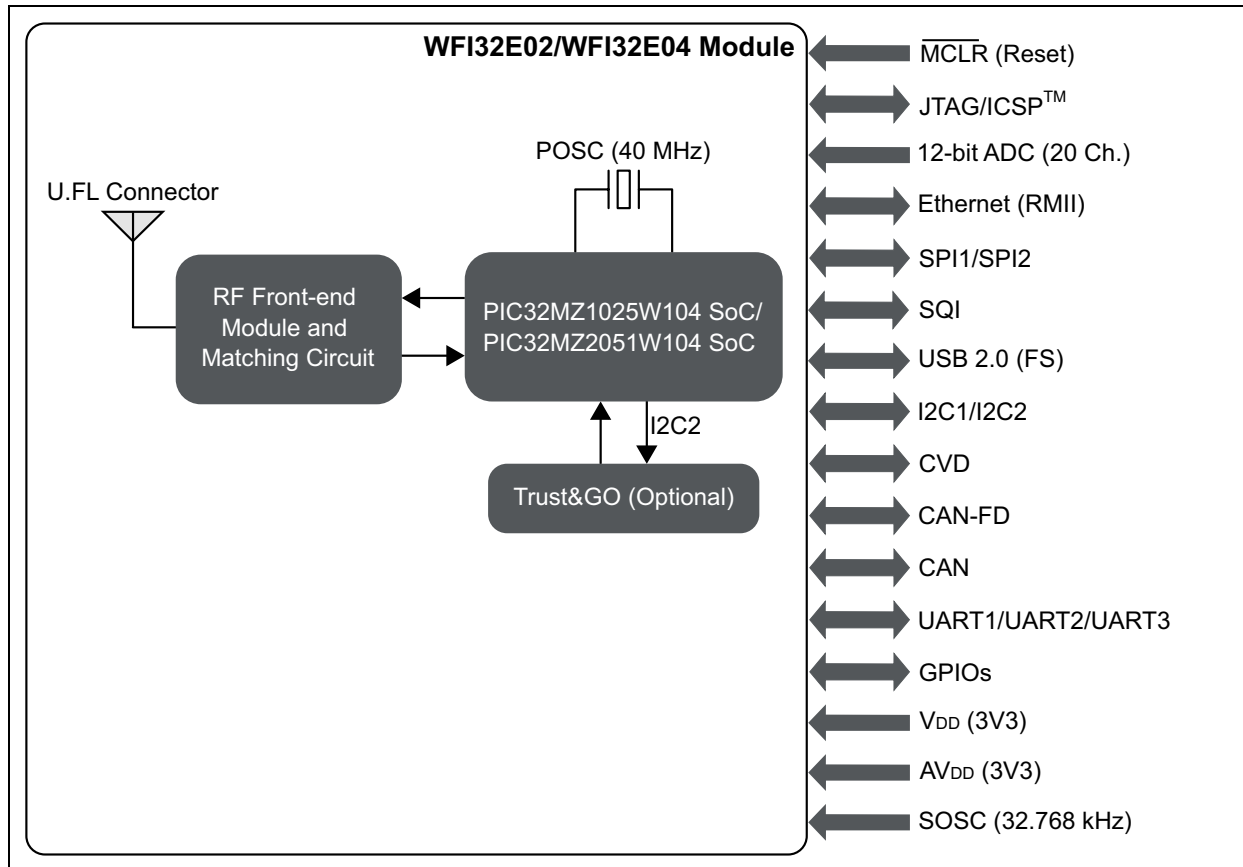 WFI32E02/WFI32E04 Module
POSC (40 MHz)
U.FL Connector
RF Front-end
Module and
Matching Circuit
PIC32MZ1025W104 SoC/
PIC32MZ2051W104 SoC
I2C2
Trust&GO (Optional)
MCLR (Reset)
JTAG/ICSP™
12-bit ADC (20 Ch.)
Ethernet (RMII)
SPI1/SPI2
SQI
USB 2.0 (FS)
I2C1/I2C2
CVD
CAN-FD
CAN
UART1/UART2/UART3
GPIOs
VDD (3V3)
AVDD (3V3)
SOSC (32.768 kHz)